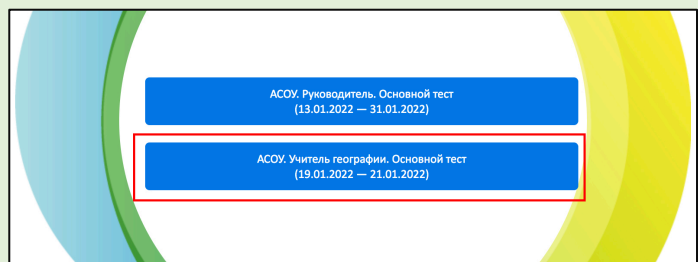 АСОУ. Руководитель. Основной тест
(13.01.2022 — 31.01.2022)
АСОУ. Учитель географии. Основной тест
(19.01.2022 — 21.01.2022)